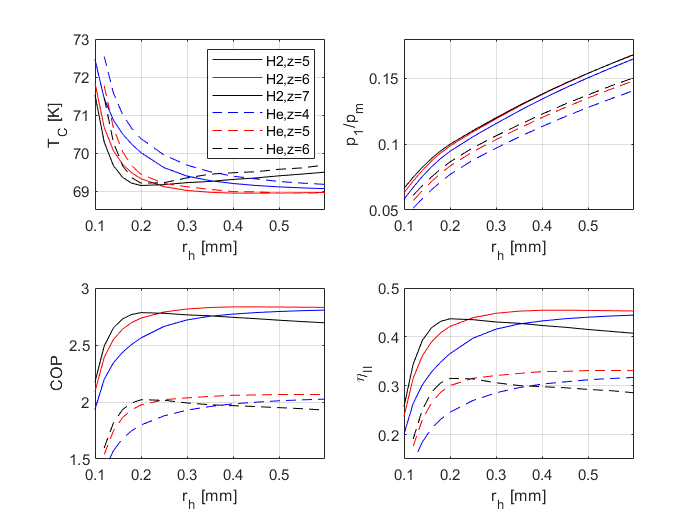 73
72
71
70
69
T_C [K]
0.1 0.2 0.3 0.4 0.5
r_h [mm]
H2,z=5
H2,z=6
H2,z=7
He,z=4
He,z=5
He,z=6
0.15
0.1
0.05
p_1/p_m
0.1 0.2 0.3 0.4 0.5
r_h [mm]
3
2.5
2
1.5
COP
0.1 0.2 0.3 0.4 0.5
r_h [mm]
0.5
0.4
0.3
0.2
η_II
0.1 0.2 0.3 0.4 0.5
r_h [mm]